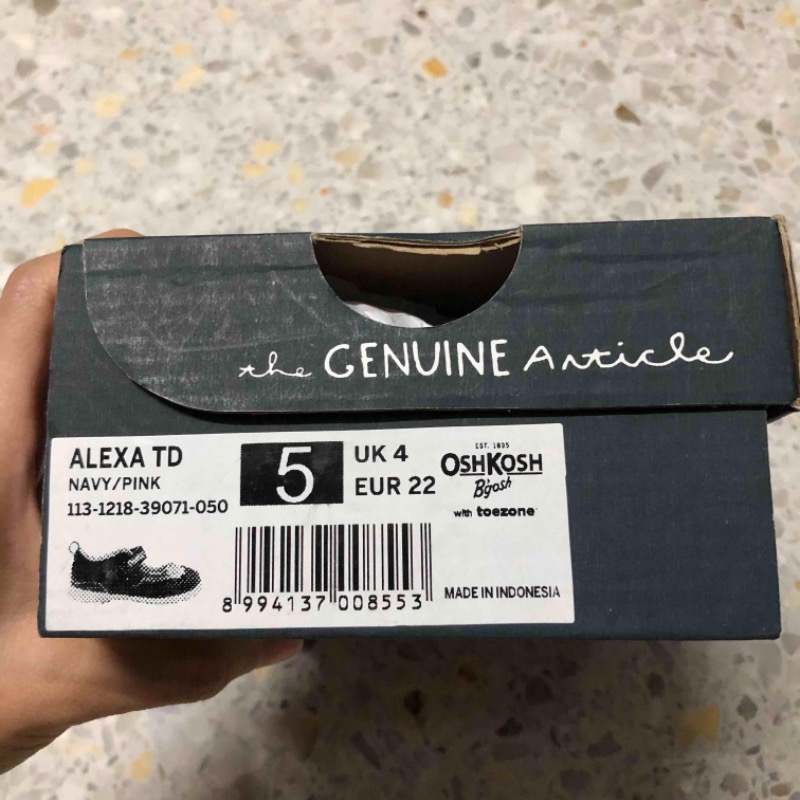 the GENUINE Article
ALEXA TD
NAVY/PINK
113-1218-39071-050
5
UK 4
EUR 22
EST. 1895
OSHKOSH
B'gosh
with toezone
8 994137 008553
MADE IN INDONESIA